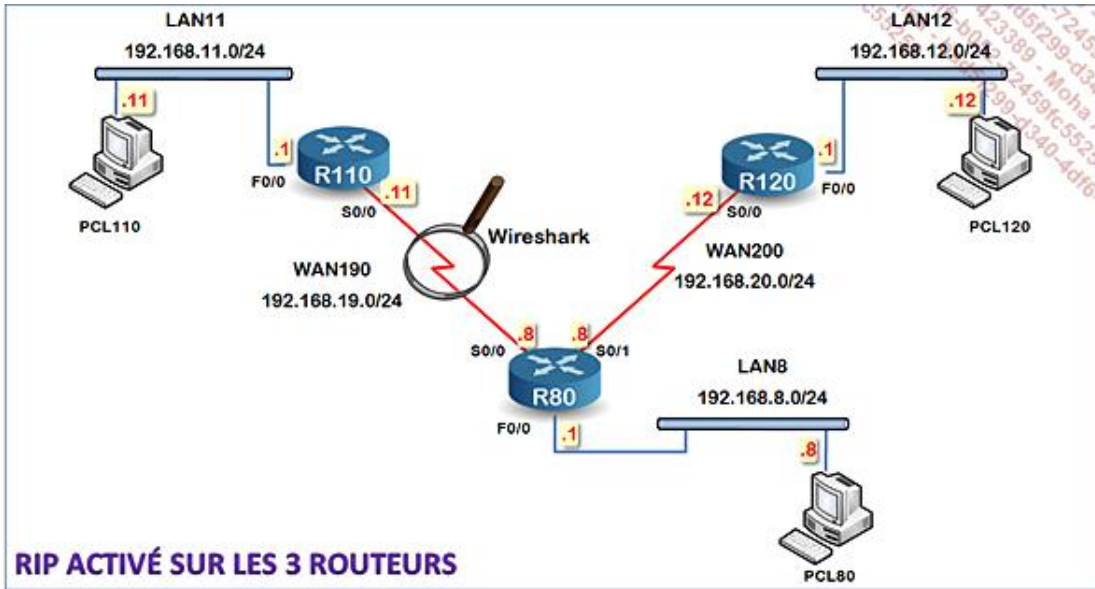 LAN11
192.168.11.0/24
LAN12
192.168.12.0/24
.11
.12
.1
.1
R110
R120
F0/0
F0/0
.11
.12
S0/0
S0/0
PCL110
PCL120
Wireshark
WAN190
192.168.19.0/24
WAN200
192.168.20.0/24
.8
.8
S0/0
S0/1
R80
LAN8
192.168.8.0/24
F0/0
.1
.8
PCL80
RIP ACTIVÉ SUR LES 3 ROUTEURS